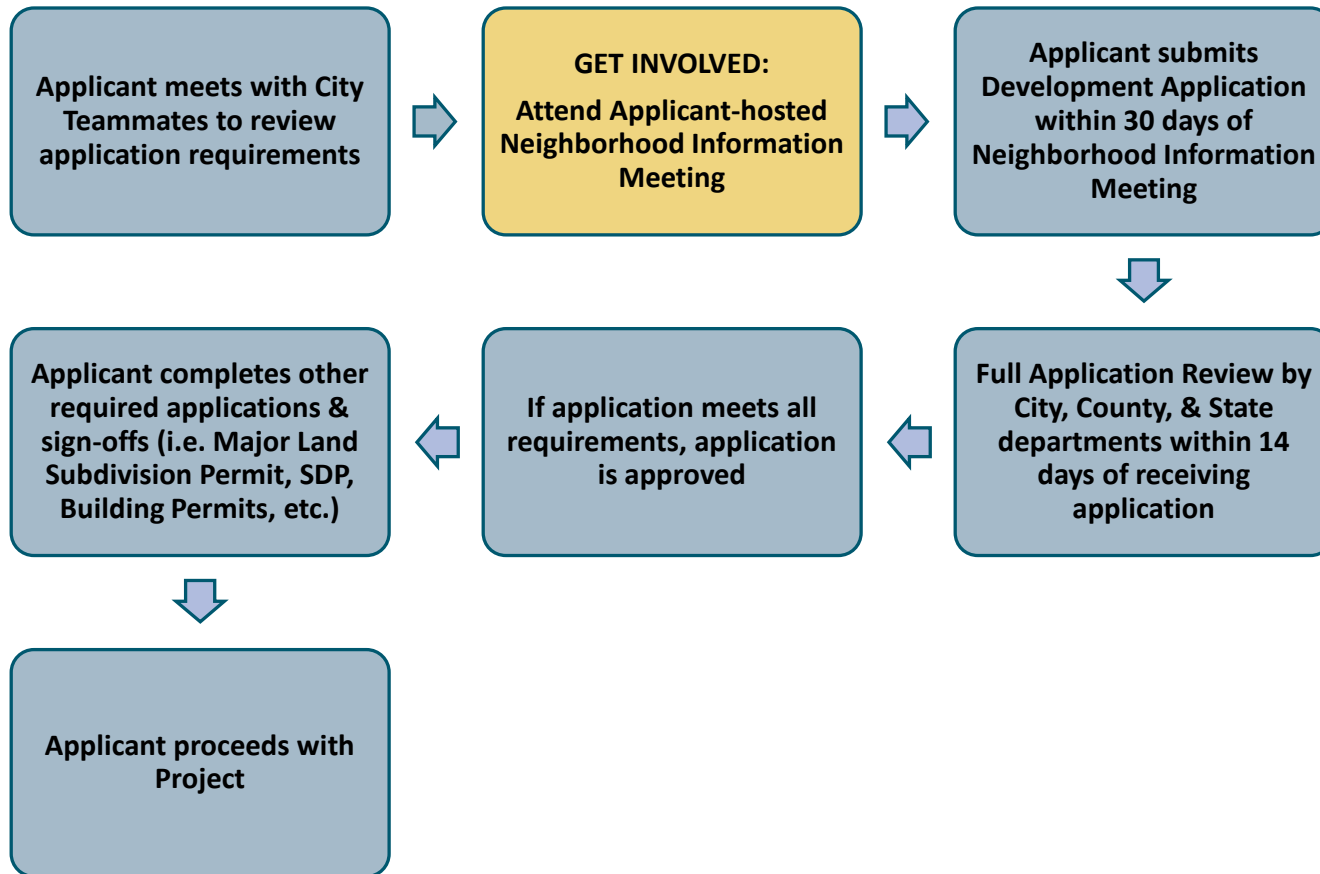 Applicant meets with City
Teammates to review
application requirements
GET INVOLVED:
Attend Applicant-hosted
Neighborhood Information
Meeting
Applicant submits
Development Application
within 30 days of
Neighborhood Information
Meeting
Full Application Review by
City, County, & State
departments within 14
days of receiving
application
If application meets all
requirements, application
is approved
Applicant completes other
required applications &
sign-offs (i.e. Major Land
Subdivision Permit, SDP,
Building Permits, etc.)
Applicant proceeds with
Project